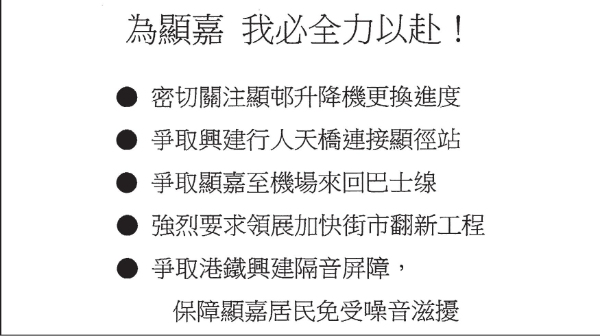 為顯嘉 我必全力以赴！
● 密切關注顯邨升降機更換進度
● 爭取興建行人天橋連接顯徑站
● 爭取顯嘉至機場來回巴士线
● 強烈要求領展加快街市翻新工程
● 爭取港鐵興建隔音屏障，
保障顯嘉居民免受噪音滋擾